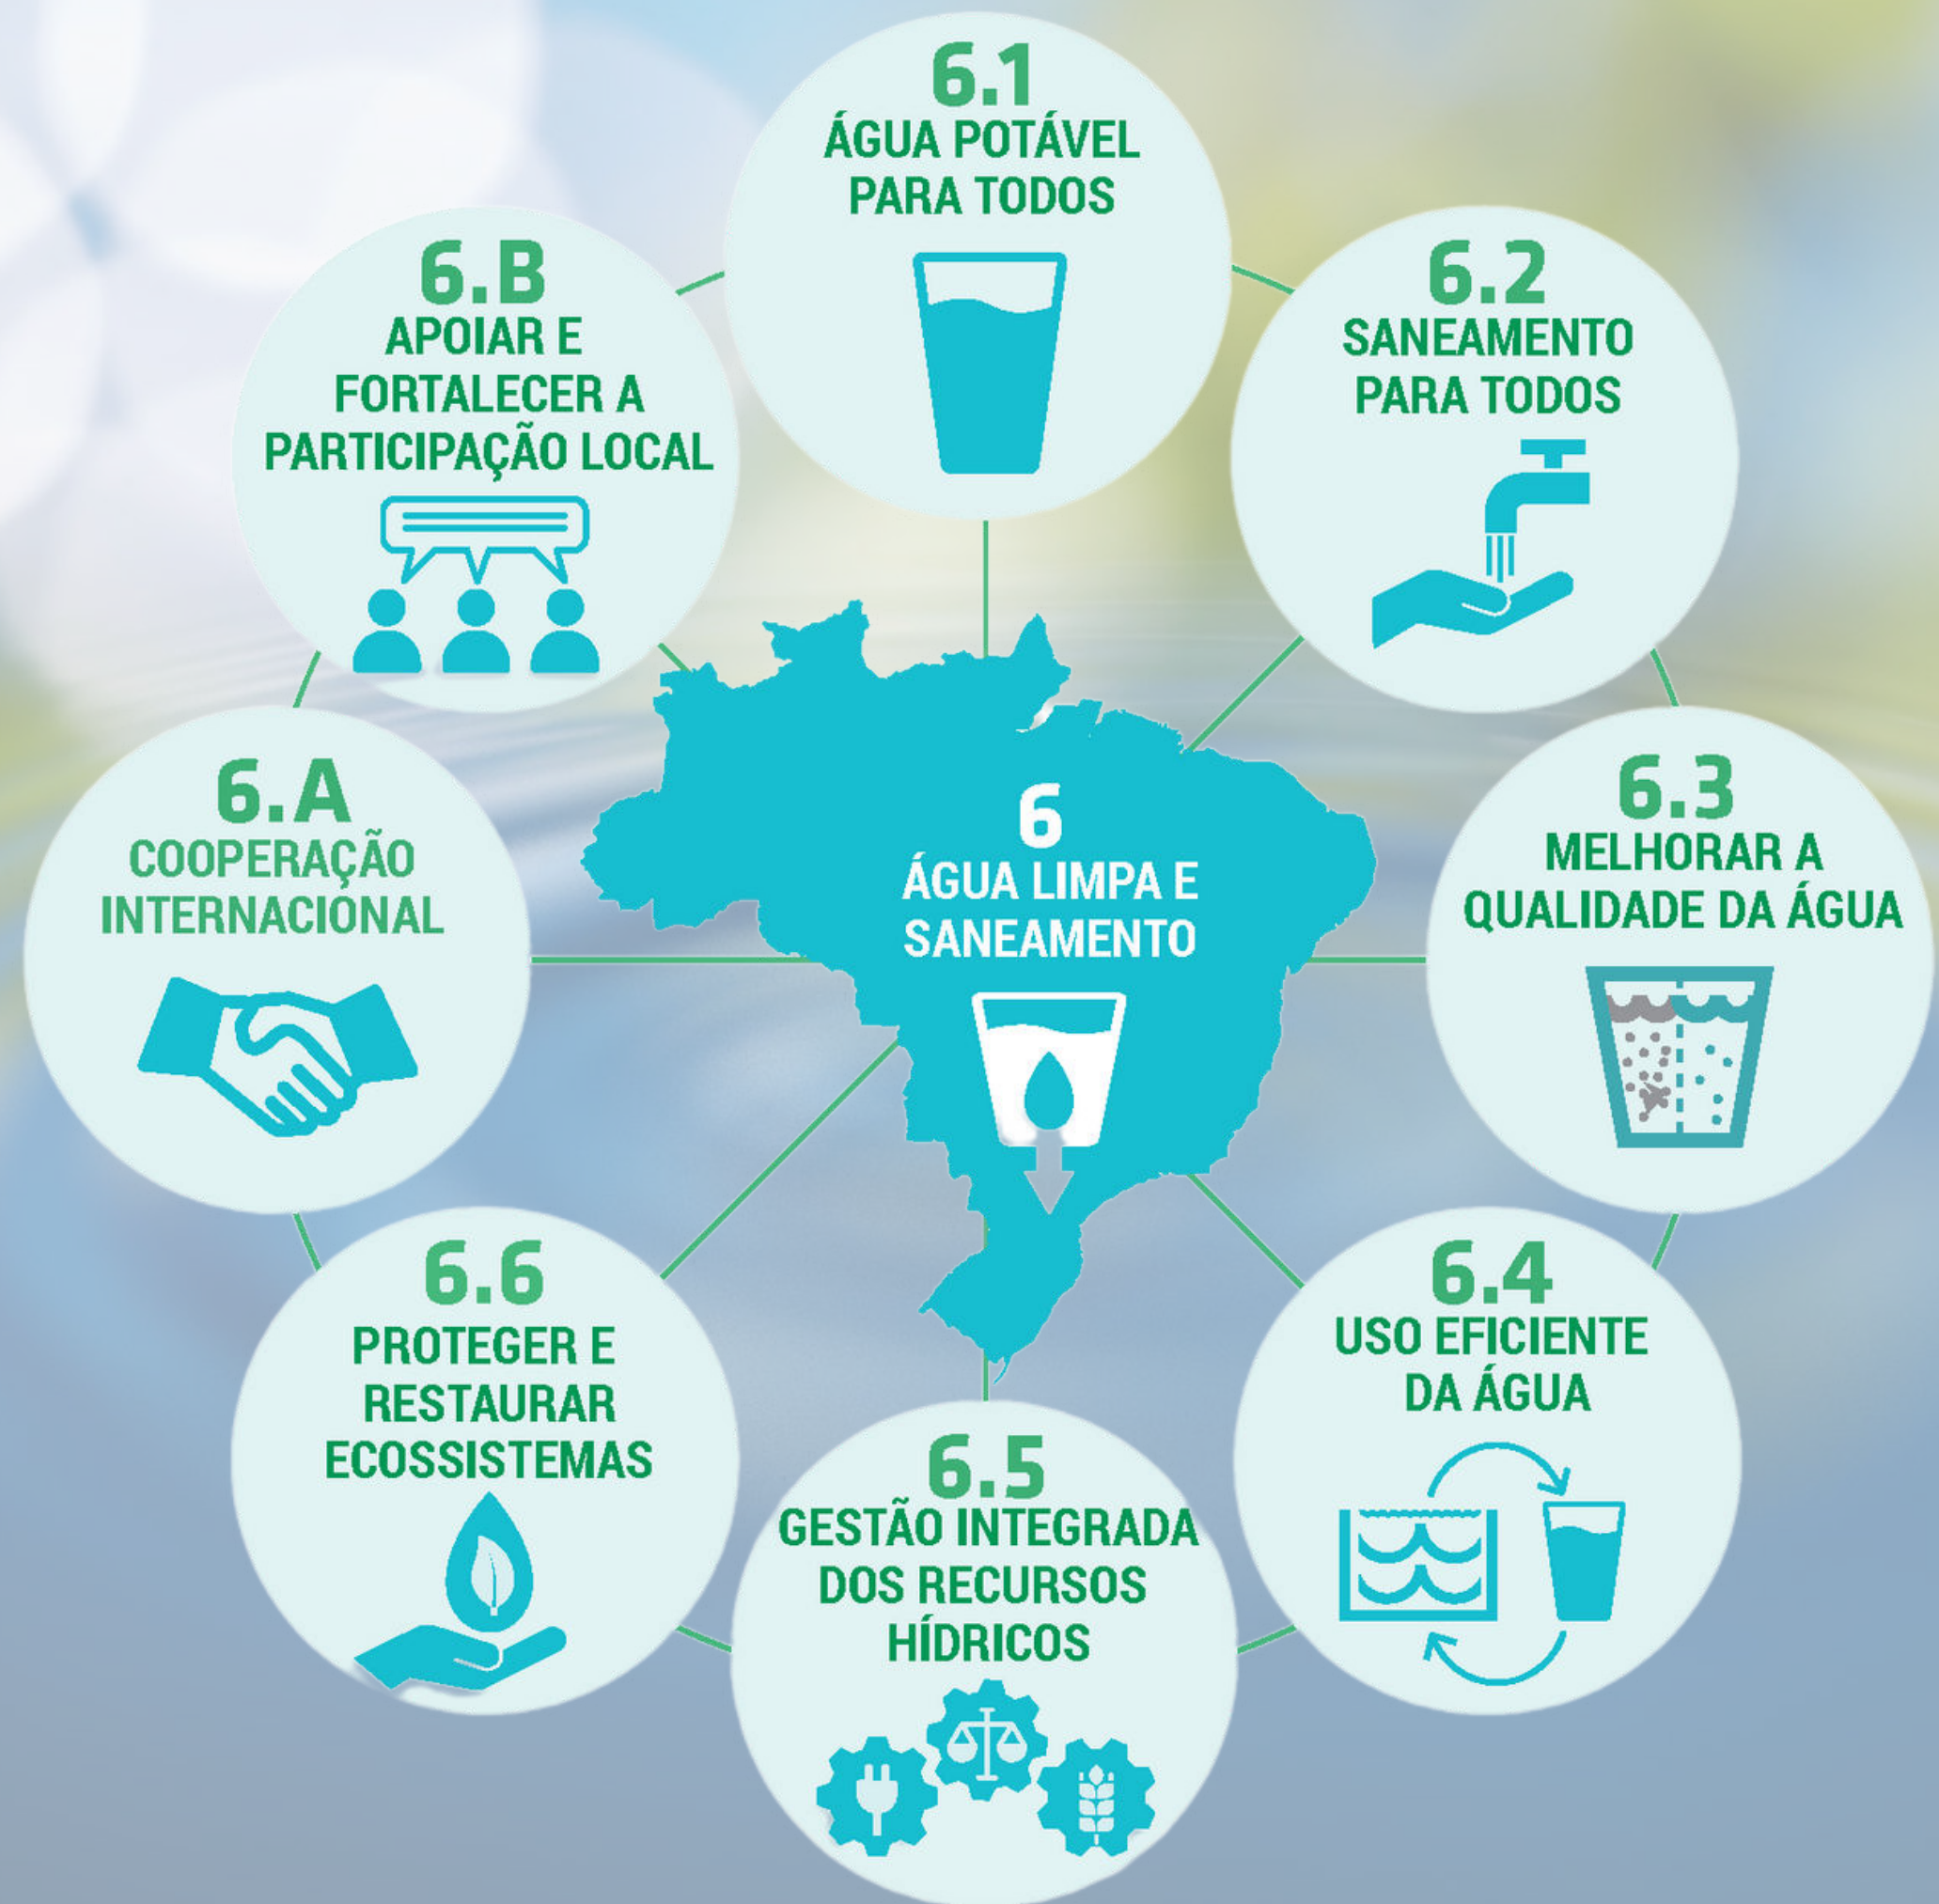 6.1
ÁGUA POTÁVEL
PARA TODOS
6.2
SANEAMENTO
PARA TODOS
6.3
MELHORAR A
QUALIDADE DA ÁGUA
6.4
USO EFICIENTE
DA ÁGUA
6.5
GESTÃO INTEGRADA
DOS RECURSOS
HÍDRICOS
6.6
PROTEGER E
RESTAURAR
ECOSSISTEMAS
6.A
COOPERAÇÃO
INTERNACIONAL
6.B
APOIAR E
FORTALECER A
PARTICIPAÇÃO LOCAL
6
ÁGUA LIMPA E
SANEAMENTO